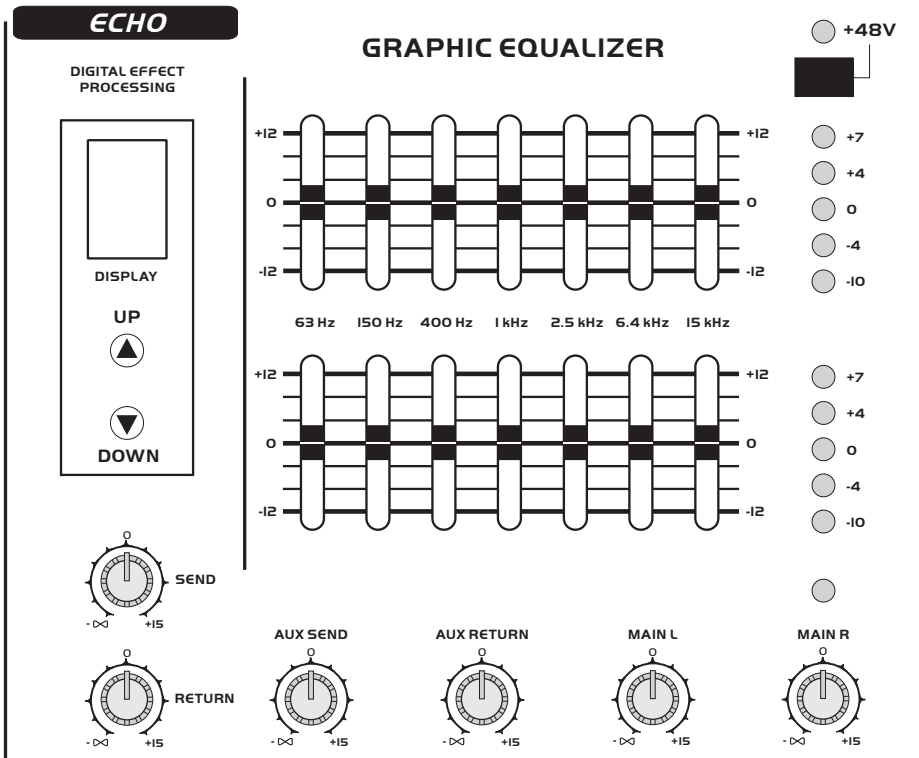 ECHO
DIGITAL EFFECT
PROCESSING
DISPLAY
UP
DOWN
0
SEND
-∞ +15
0
RETURN
-∞ +15
GRAPHIC EQUALIZER
+12 +12
0 0
-12 -12
63 Hz 150 Hz 400 Hz 1 kHz 2.5 kHz 6.4 kHz 15 kHz
+12 +12
0 0
-12 -12
+48V
+7
+4
0
-4
-10
+7
+4
0
-4
-10
AUX SEND
0
-∞ +15
AUX RETURN
0
-∞ +15
MAIN L
0
-∞ +15
MAIN R
0
-∞ +15